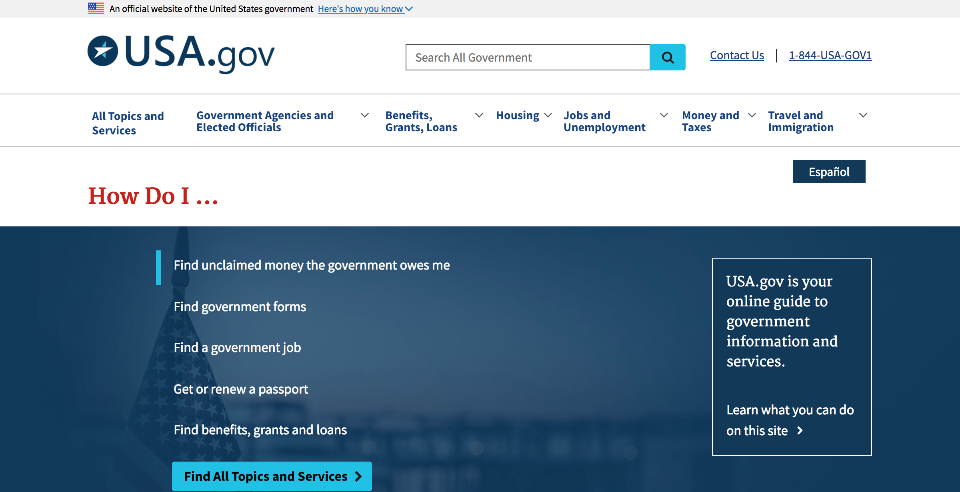 An official website of the United States government Here's how you know
USA.gov
Search All Government
Contact Us
1-844-USA-GOV1
All Topics and
Services
Government Agencies and
Elected Officials
Benefits,
Grants, Loans
Housing
Jobs and
Unemployment
Money and
Taxes
Travel and
Immigration
Español
How Do I ...
Find unclaimed money the government owes me
Find government forms
Find a government job
Get or renew a passport
Find benefits, grants and loans
Find All Topics and Services
USA.gov is your
online guide to
government
information and
services.
Learn what you can do
on this site